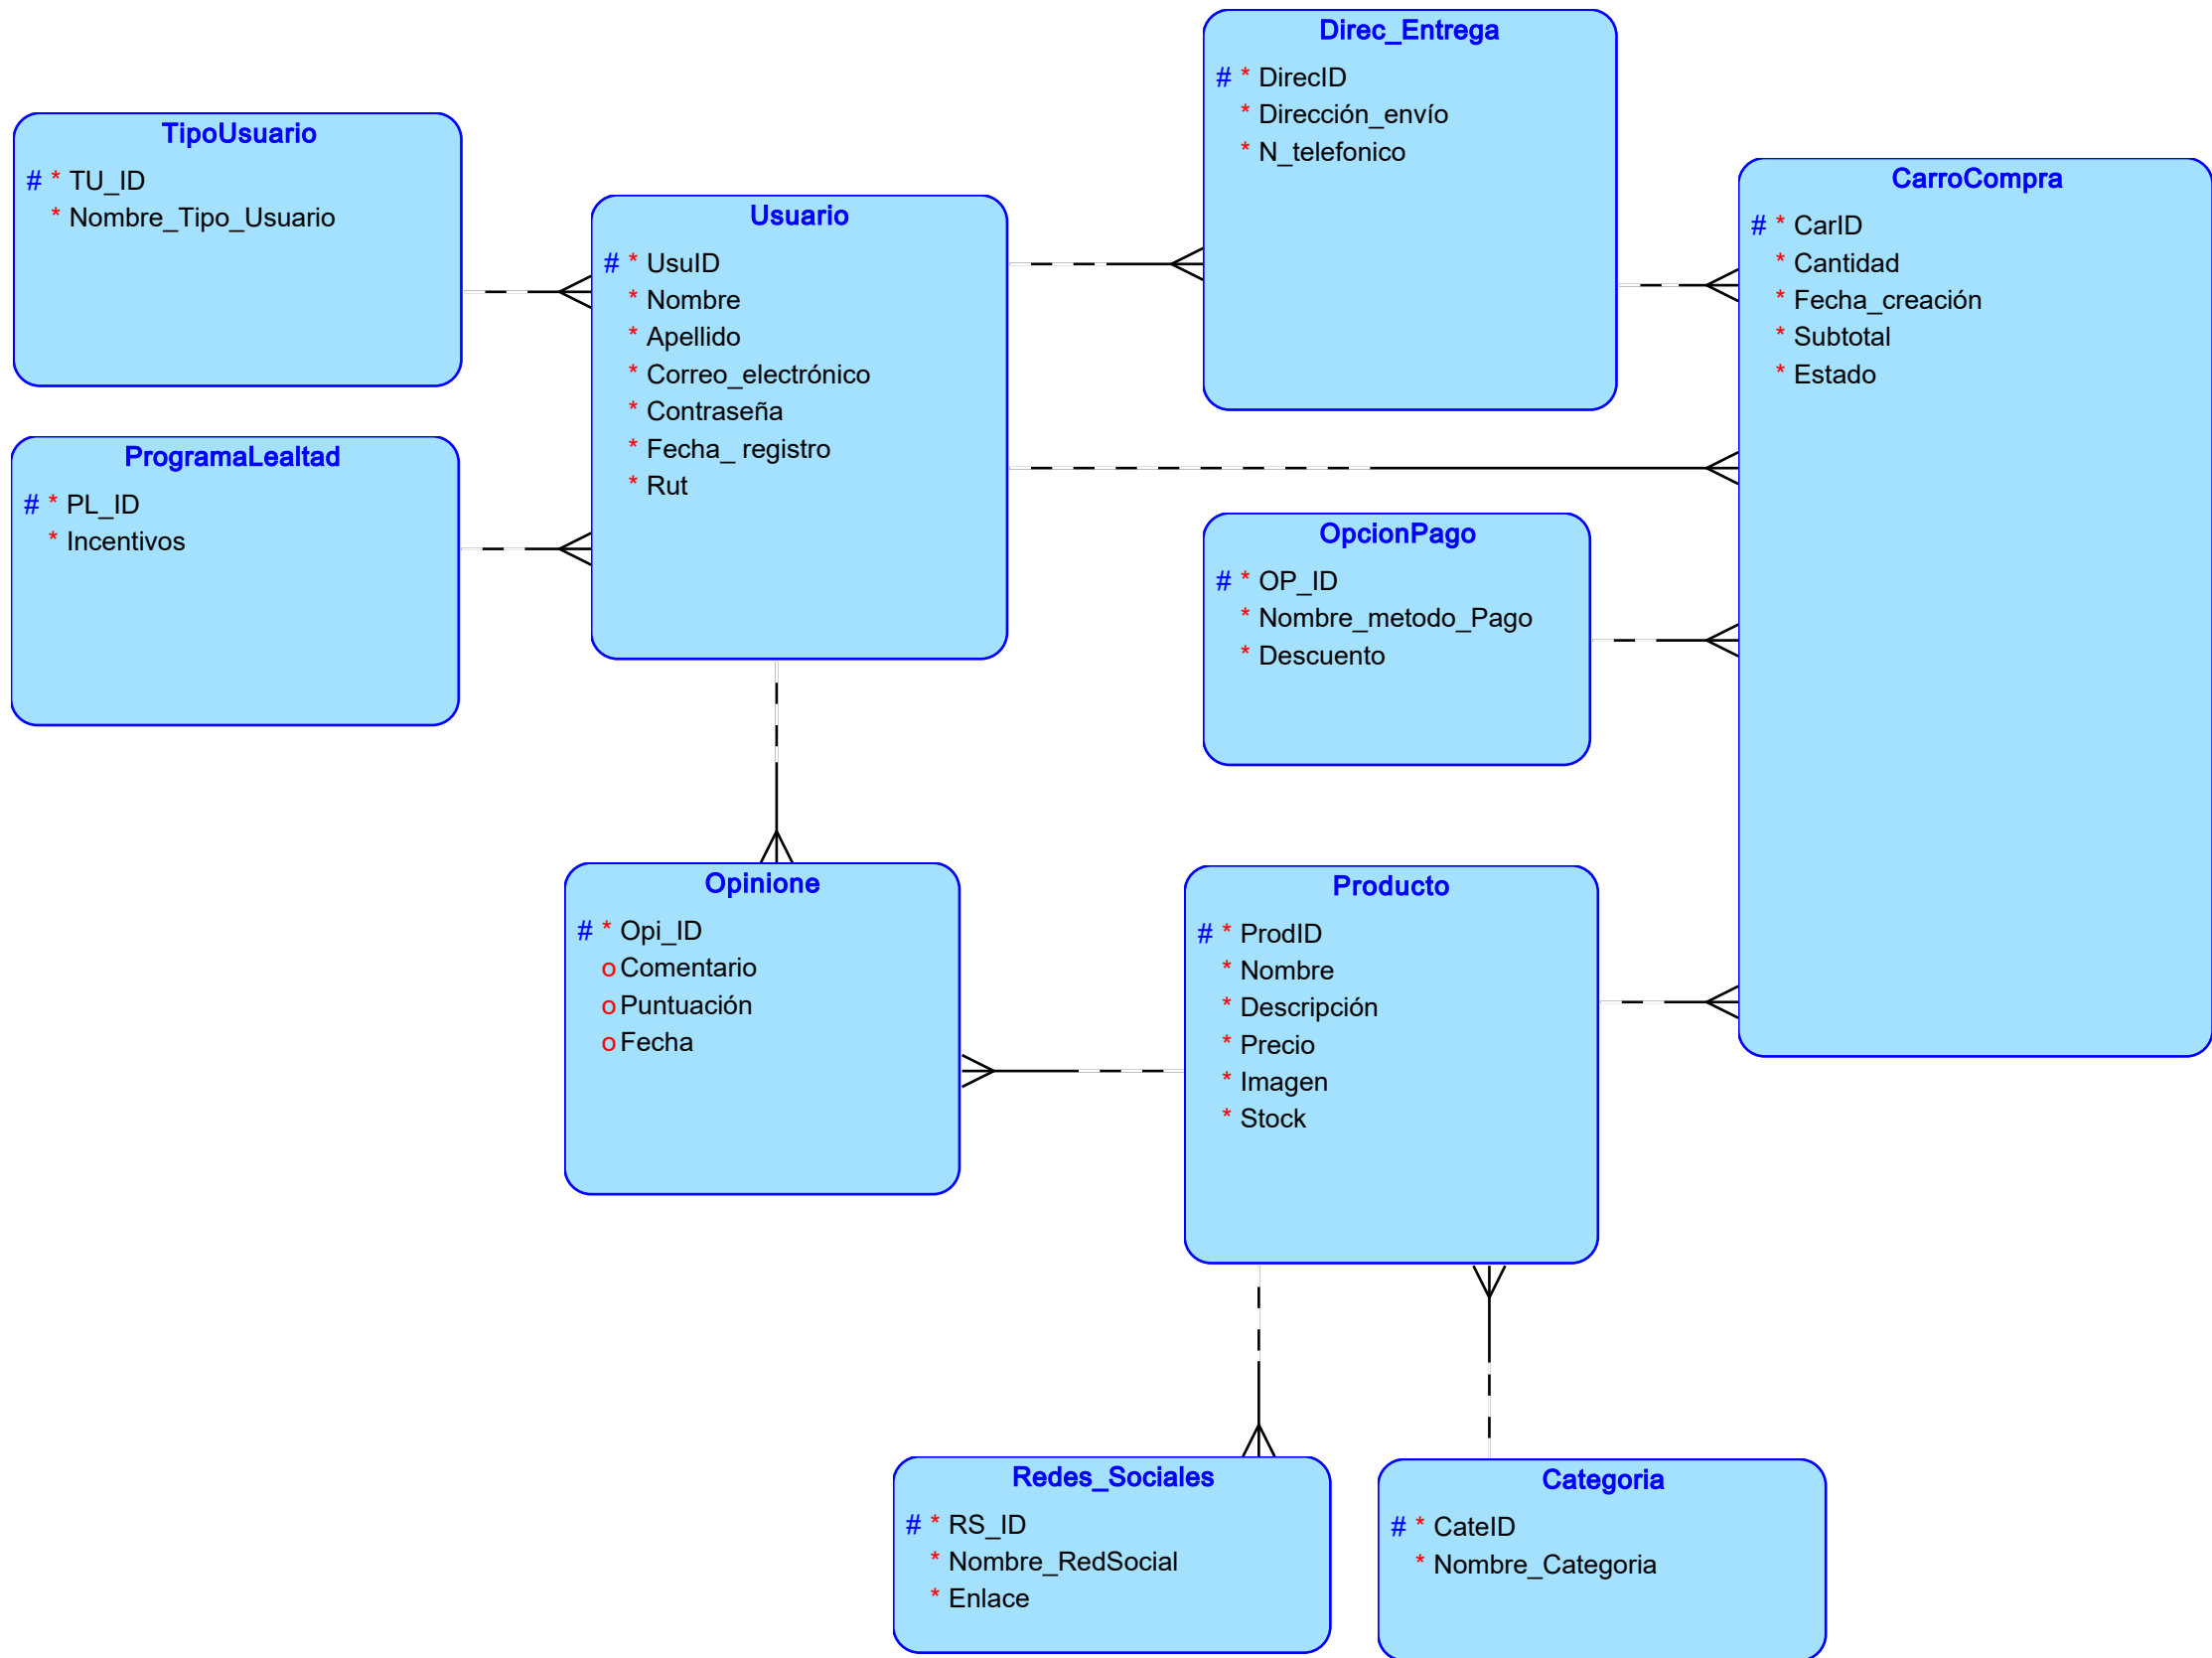 Direc_Entrega
# * DirecID
* Dirección_envío
* N_telefonico
TipoUsuario
# * TU_ID
* Nombre_Tipo_Usuario
CarroCompra
# * CarID
* Cantidad
* Fecha_creación
* Subtotal
* Estado
Usuario
# * UsuID
* Nombre
* Apellido
* Correo_electrónico
* Contraseña
* Fecha_ registro
* Rut
ProgramaLealtad
# * PL_ID
* Incentivos
OpcionPago
# * OP_ID
* Nombre_metodo_Pago
* Descuento
Opinione
# * Opi_ID
o Comentario
o Puntuación
o Fecha
Producto
# * ProdID
* Nombre
* Descripción
* Precio
* Imagen
* Stock
Redes_Sociales
# * RS_ID
* Nombre_RedSocial
* Enlace
Categoria
# * CateID
* Nombre_Categoria